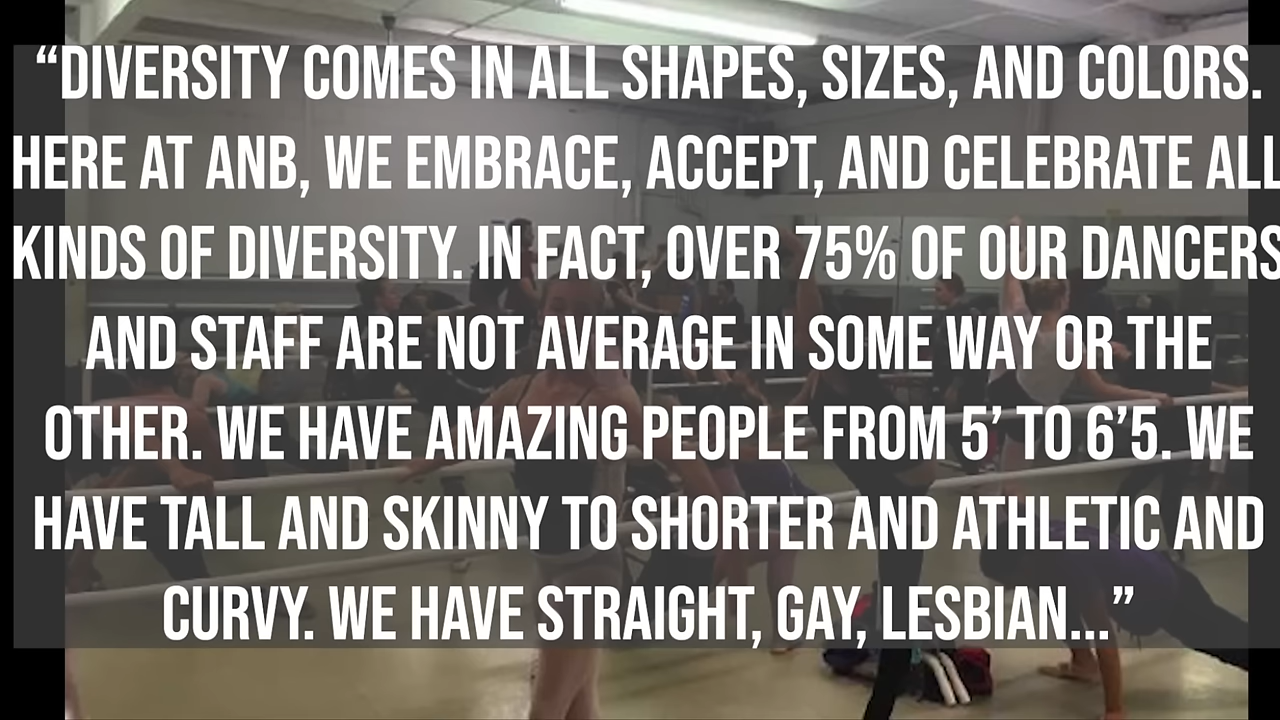 “DIVERSITY COMES IN ALL SHAPES, SIZES, AND COLORS.
HERE AT ANB, WE EMBRACE, ACCEPT, AND CELEBRATE ALL
KINDS OF DIVERSITY. IN FACT, OVER 75% OF OUR DANCERS
AND STAFF ARE NOT AVERAGE IN SOME WAY OR THE
OTHER. WE HAVE AMAZING PEOPLE FROM 5’ TO 6’5. WE
HAVE TALL AND SKINNY TO SHORTER AND ATHLETIC AND
CURVY. WE HAVE STRAIGHT, GAY, LESBIAN...”